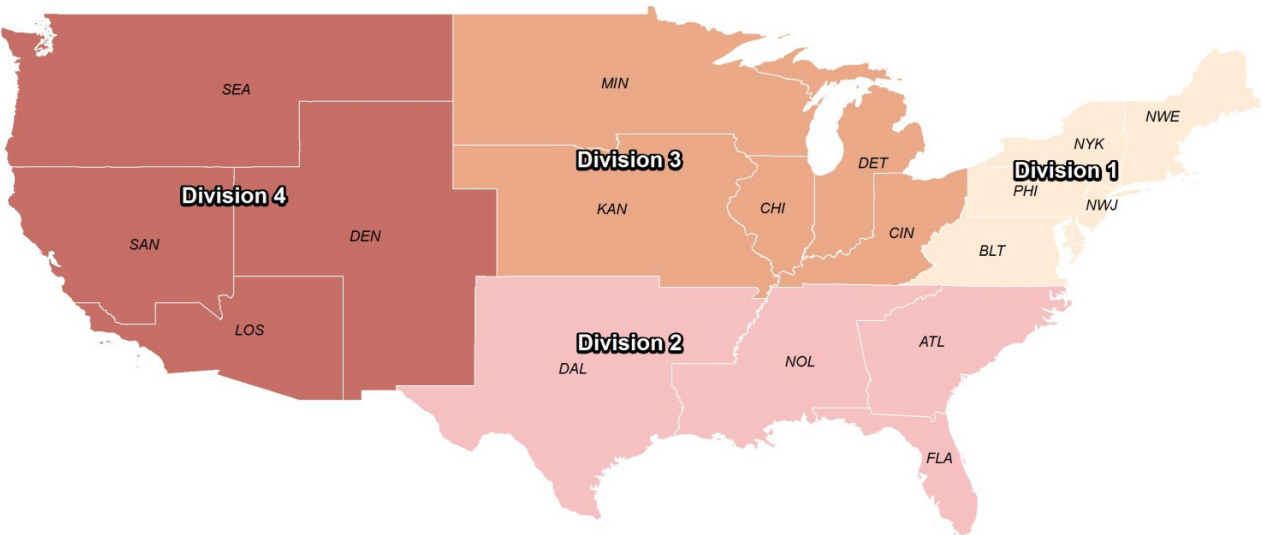 SEA
MIN
NWE
NYK
Division 3
DET
Division 1
PHI
Division 4
NWJ
KAN
CHI
CIN
DEN
SAN
BLT
LOS
Division 2
ATL
DAL
NOL
FLA